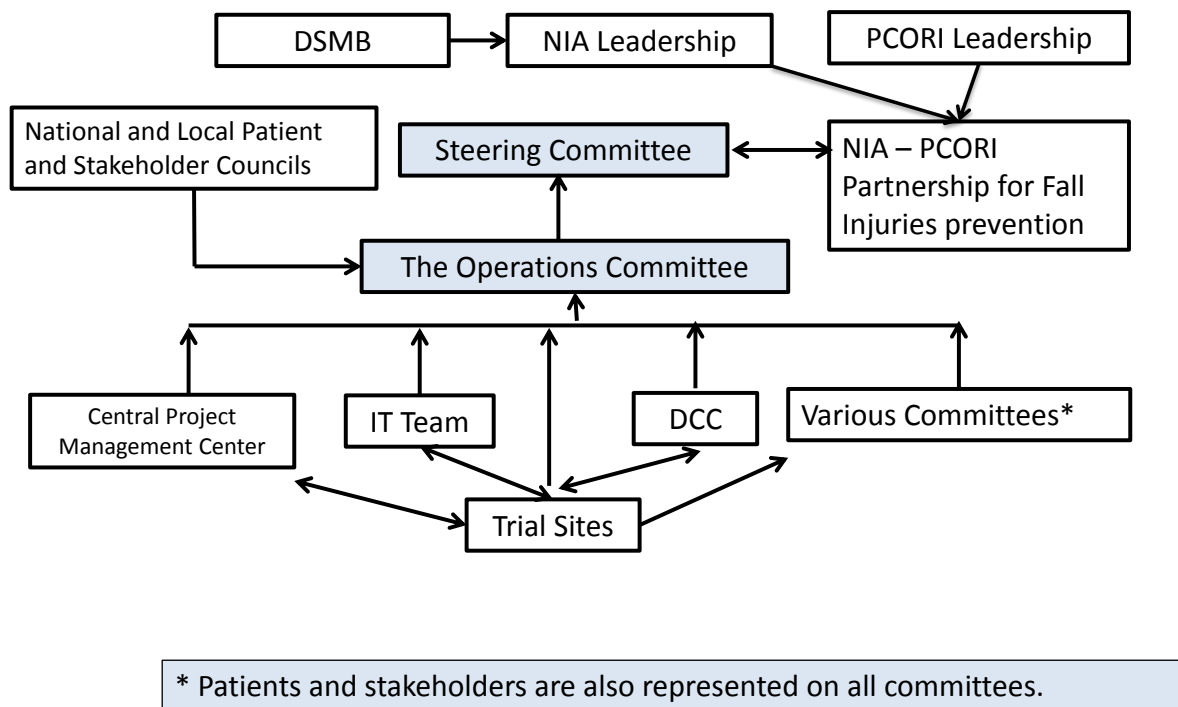 DSMB
NIA Leadership
PCORI Leadership
National and Local Patient
and Stakeholder Councils
Steering Committee
NIA – PCORI
Partnership for Fall
Injuries prevention
The Operations Committee
Central Project
Management Center
IT Team
DCC
Various Committees*
Trial Sites
* Patients and stakeholders are also represented on all committees.